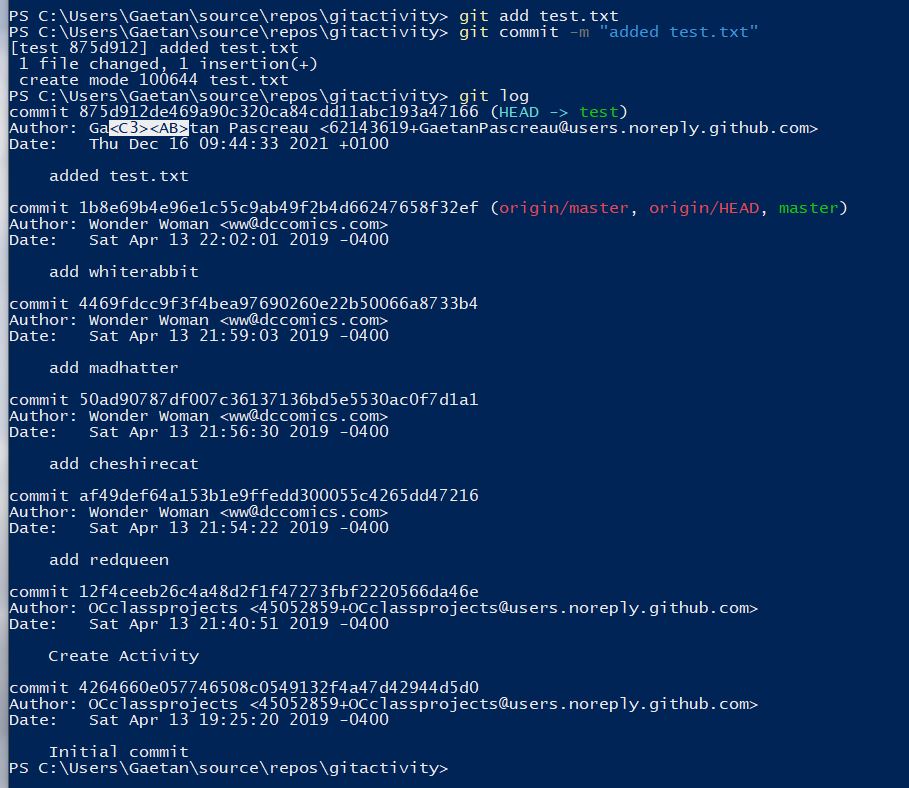 PS C:\Users\Gaetan\source\repos\gitactivity> git add test.txt
PS C:\Users\Gaetan\source\repos\gitactivity> git commit -m "added test.txt"
[test 875d912] added test.txt
 1 file changed, 1 insertion(+)
 create mode 100644 test.txt
PS C:\Users\Gaetan\source\repos\gitactivity> git log
commit 875d912de469a90c320ca84cdd11abc193a47166 (HEAD -> test)
Author: Ga<C3><AB>tan Pascreau <62143619+GaetanPascreau@users.noreply.github.com>
Date:   Thu Dec 16 09:44:33 2021 +0100

    added test.txt

commit 1b8e69b4e96e1c55c9ab49f2b4d66247658f32ef (origin/master, origin/HEAD, master)
Author: Wonder Woman <ww@dccomics.com>
Date:   Sat Apr 13 22:02:01 2019 -0400

    add whiterabbit

commit 4469fdcc9f3f4bea97690260e22b50066a8733b4
Author: Wonder Woman <ww@dccomics.com>
Date:   Sat Apr 13 21:59:03 2019 -0400

    add madhatter

commit 50ad90787df007c36137136bd5e5530ac0f7d1a1
Author: Wonder Woman <ww@dccomics.com>
Date:   Sat Apr 13 21:56:30 2019 -0400

    add cheshirecat

commit af49def64a153b1e9ffedd300055c4265dd47216
Author: Wonder Woman <ww@dccomics.com>
Date:   Sat Apr 13 21:54:22 2019 -0400

    add redqueen

commit 12f4ceeb26c4a48d2f1f47273fbf2220566da46e
Author: OCclassprojects <45052859+OCclassprojects@users.noreply.github.com>
Date:   Sat Apr 13 21:40:51 2019 -0400

    Create Activity

commit 4264660e057746508c0549132f4a47d42944d5d0
Author: OCclassprojects <45052859+OCclassprojects@users.noreply.github.com>
Date:   Sat Apr 13 19:25:20 2019 -0400

    Initial commit
PS C:\Users\Gaetan\source\repos\gitactivity>